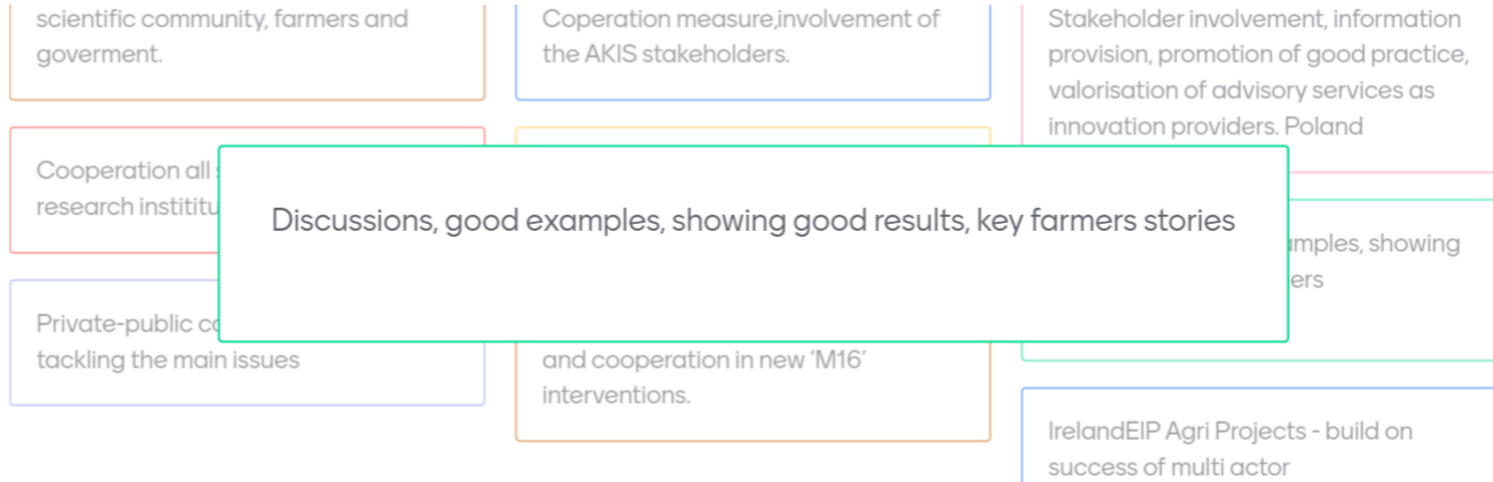 scientific community, farmers and
goverment.
Cooperation all
research instititu
Private-public
tackling the main issues
Coperation measure,involvement of
the AKIS stakeholders.
Discussions, good examples, showing good results, key farmers stories
and cooperation in new ‘M16’
interventions.
Stakeholder involvement, information
provision, promotion of good practice,
valorisation of advisory services as
innovation providers. Poland
amples, showing
ers
IrelandEIP Agri Projects - build on
success of multi actor